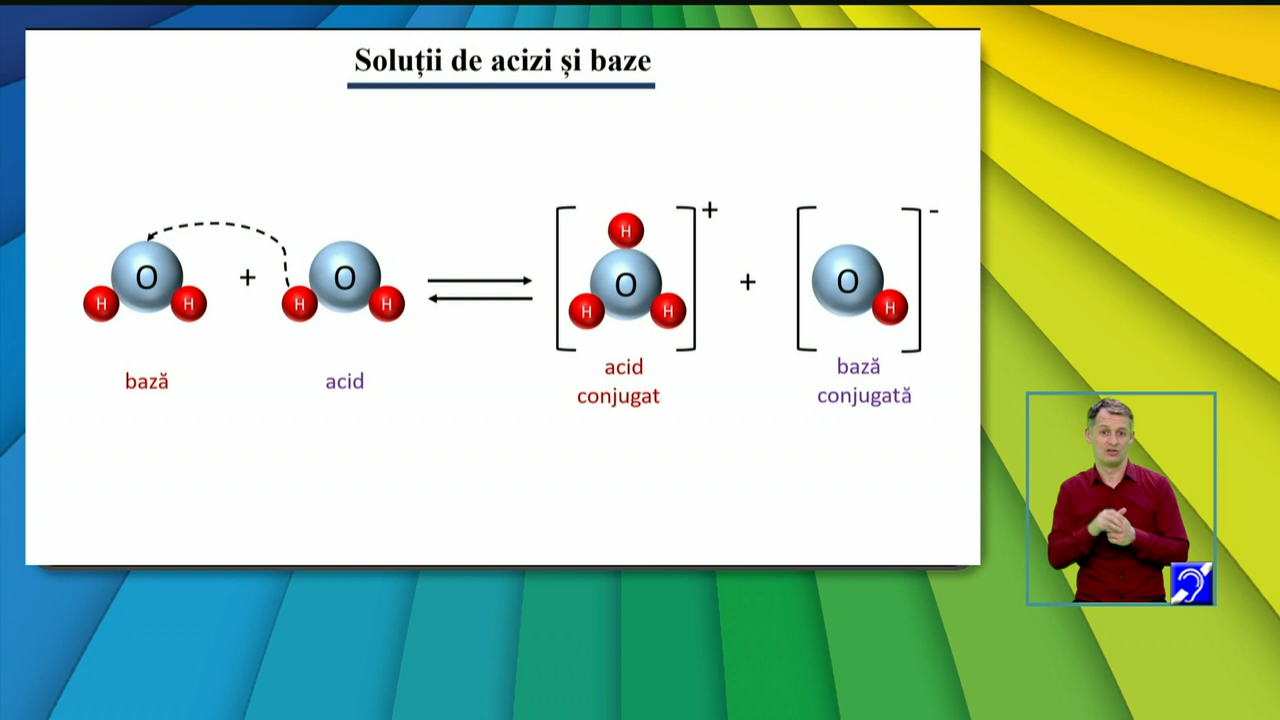 Soluții de acizi și baze
O H H + O H H
[ H O H H ]+ + [ O H ]-
bază
acid
acid
conjugat
bază
conjugată